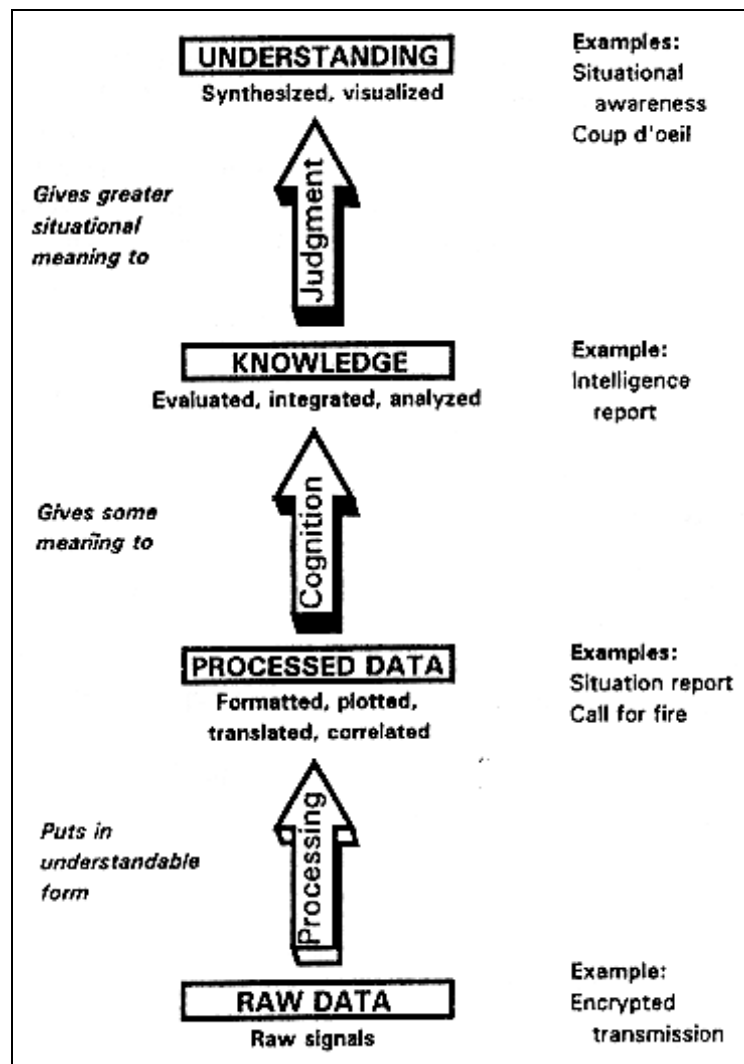 UNDERSTANDING
Synthesized, visualized
Examples:
Situational
awareness
Coup d'oeil
Judgment
Gives greater
situational
meaning to
KNOWLEDGE
Evaluated, integrated, analyzed
Example:
Intelligence
report
Cognition
Gives some
meaning to
PROCESSED DATA
Formatted, plotted,
translated, correlated
Examples:
Situation report
Call for fire
Processing
Puts in
understandable
form
RAW DATA
Raw signals
Example:
Encrypted
transmission